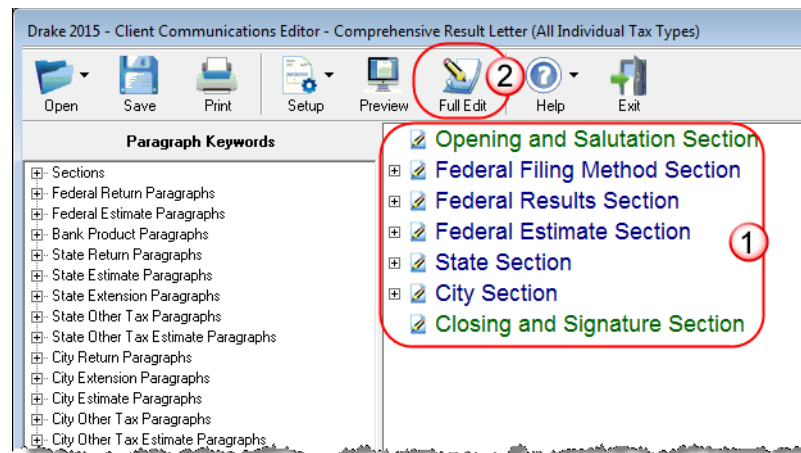 Drake 2015 - Client Communications Editor - Comprehensive Result Letter (All Individual Tax Types)
Open Save Print Setup Preview Full Edit 2 Help Exit
Paragraph Keywords
Sections
Federal Return Paragraphs
Federal Estimate Paragraphs
Bank Product Paragraphs
State Return Paragraphs
State Estimate Paragraphs
State Extension Paragraphs
State Other Tax Paragraphs
State Other Tax Estimate Paragraphs
City Return Paragraphs
City Extension Paragraphs
City Estimate Paragraphs
City Other Tax Paragraphs
City Other Tax Estimate Paragraphs
Opening and Salutation Section
Federal Filing Method Section
Federal Results Section
Federal Estimate Section
1
State Section
City Section
Closing and Signature Section